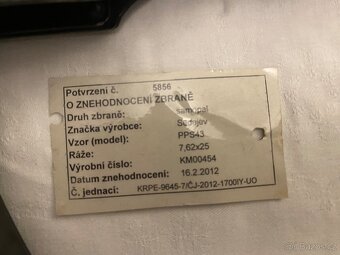 Potvrzení č. 5856
O ZNEHODNOCENÍ ZBRANĚ
Druh zbraně: samopal
Značka výrobce: Sudajev
Vzor (model): PPS43
Ráže: 7,62x25
Výrobní číslo: KM00454
Datum znehodnocení: 16.2.2012
Č. jednací: KRPE-9645-7/ČJ-2012-1700IY-UO